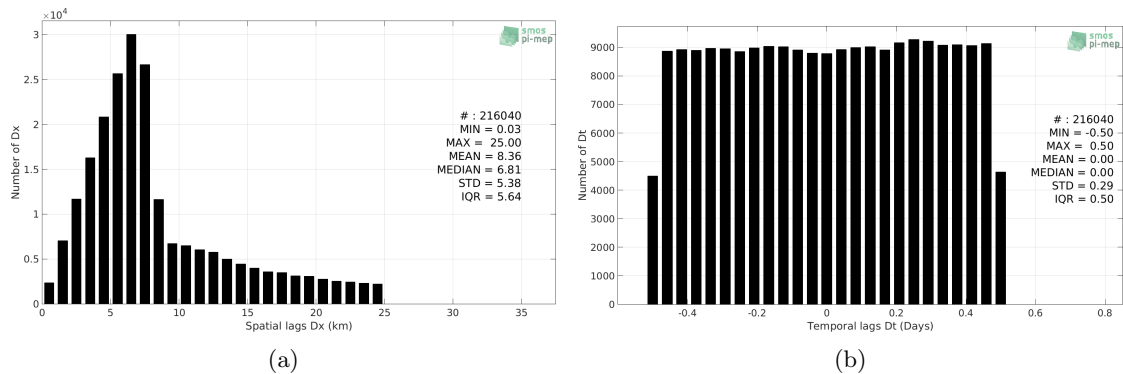 ×10⁴
3
2.5
2
1.5
1
0.5
0
Number of Dx
smos
pi-mep
# : 216040
MIN = 0.03
MAX = 25.00
MEAN = 8.36
MEDIAN = 6.81
STD = 5.38
IQR = 5.64
0 5 10 15 20 25 30 35
Spatial lags Dx (km)
(a)
9000
8000
7000
6000
5000
4000
3000
2000
1000
0
Number of Dt
smos
pi-mep
# : 216040
MIN = -0.50
MAX = 0.50
MEAN = 0.00
MEDIAN = 0.00
STD = 0.29
IQR = 0.50
-0.4 -0.2 0 0.2 0.4 0.6 0.8
Temporal lags Dt (Days)
(b)